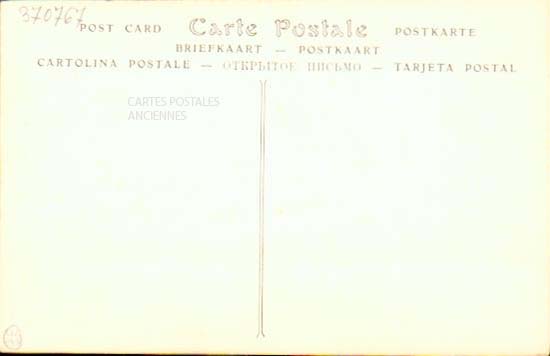 370767
POST CARD Carte Postale POSTKARTE
BRIEFKAART — POSTKAART
CARTOLINA POSTALE — ОТКРЫТОЕ ПИСЬМО — TARJETA POSTAL
CARTES POSTALES
ANCIENNES